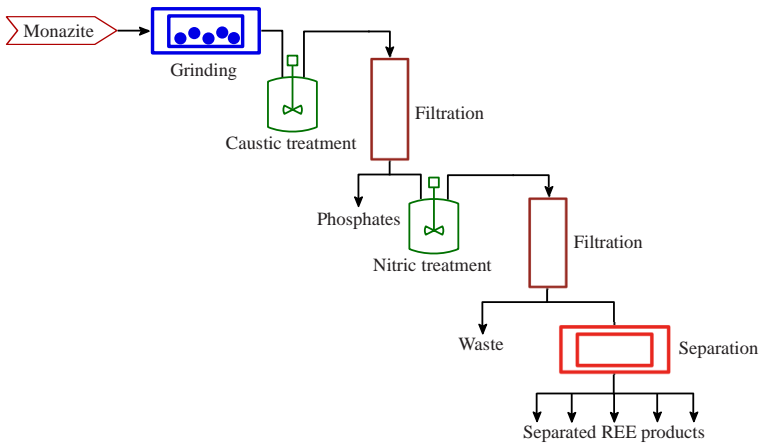 Monazite
Grinding
Caustic treatment
Filtration
Phosphates
Nitric treatment
Filtration
Waste
Separation
Separated REE products